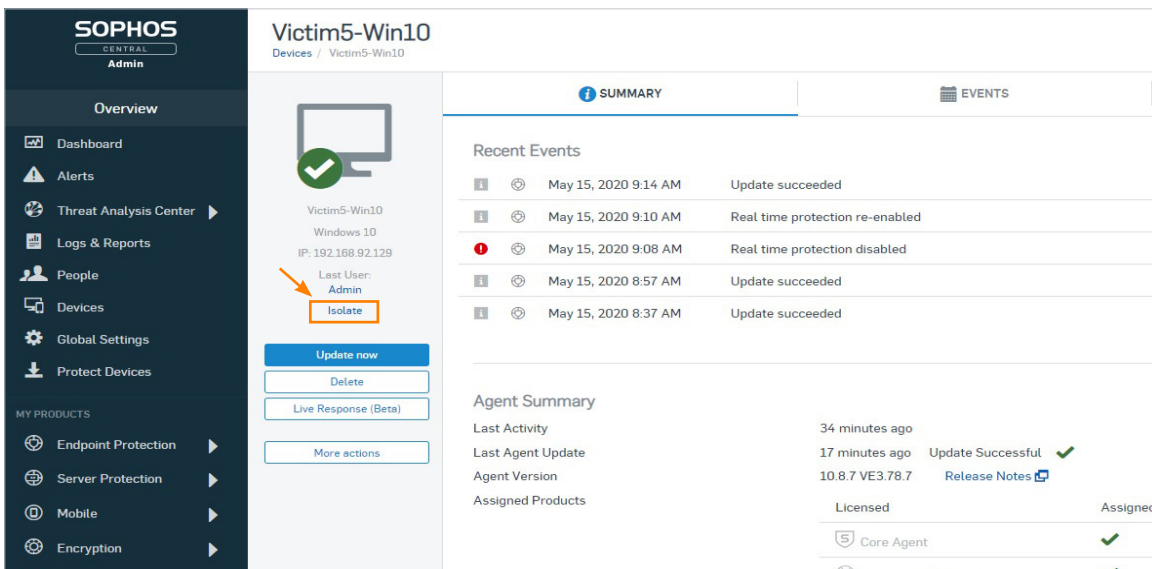 SOPHOS
CENTRAL
Admin
Overview
Dashboard
Alerts
Threat Analysis Center
Logs & Reports
People
Devices
Global Settings
Protect Devices
MY PRODUCTS
Endpoint Protection
Server Protection
Mobile
Encryption
Victim5-Win10
Devices / Victim5-Win10
Victim5-Win10
Windows 10
IP: 192.168.92.129
Last User:
Admin
Isolate
Update now
Delete
Live Response (Beta)
More actions
SUMMARY
EVENTS
Recent Events
May 15, 2020 9:14 AM Update succeeded
May 15, 2020 9:10 AM Real time protection re-enabled
May 15, 2020 9:08 AM Real time protection disabled
May 15, 2020 8:57 AM Update succeeded
May 15, 2020 8:37 AM Update succeeded
Agent Summary
Last Activity 34 minutes ago
Last Agent Update 17 minutes ago Update Successful
Agent Version 10.8.7 VE3.78.7 Release Notes
Assigned Products
Licensed Assigned
Core Agent